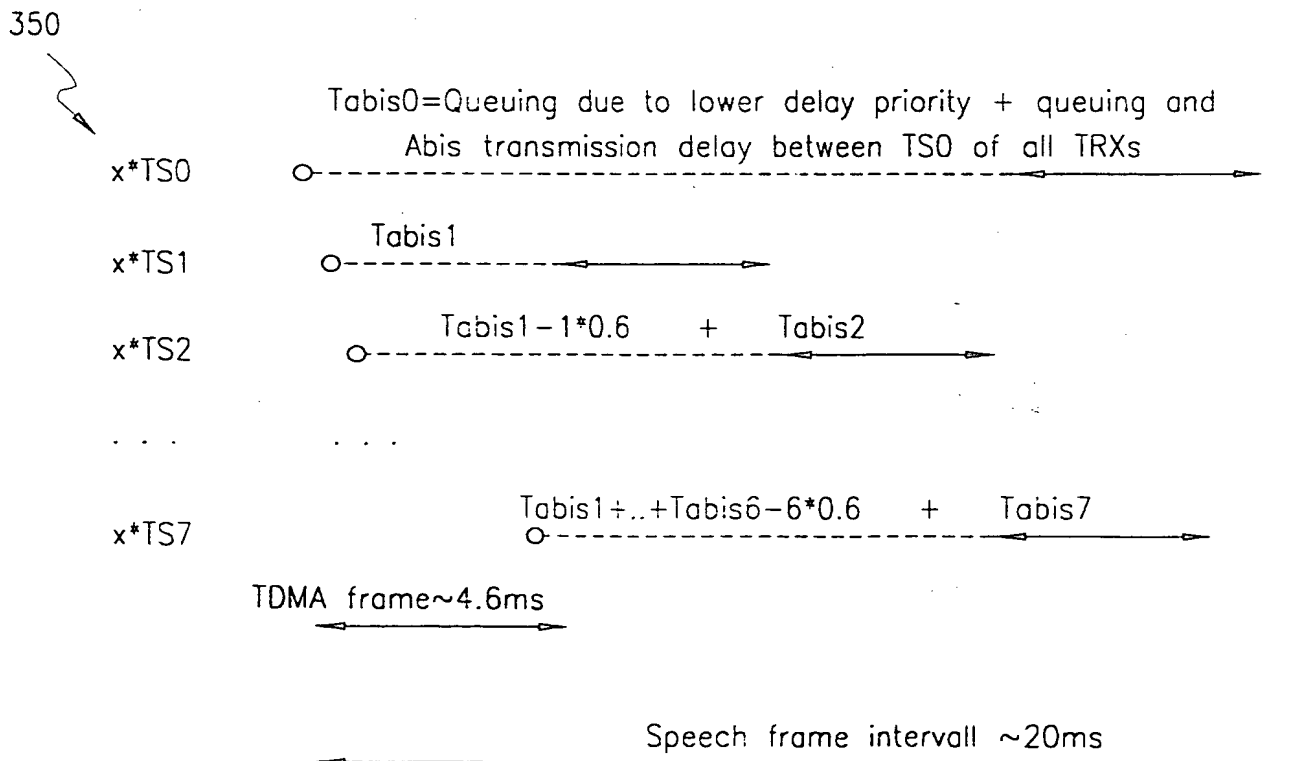 350
Tabis0=Queuing due to lower delay priority + queuing and
Abis transmission delay between TS0 of all TRXs
x*TS0
Tabis1
x*TS1
Tabis1-1*0.6 + Tabis2
x*TS2
. . . . . .
Tabis1+..+Tabis6-6*0.6 + Tabis7
x*TS7
TDMA frame~4.6ms
Speech frame intervall ~20ms